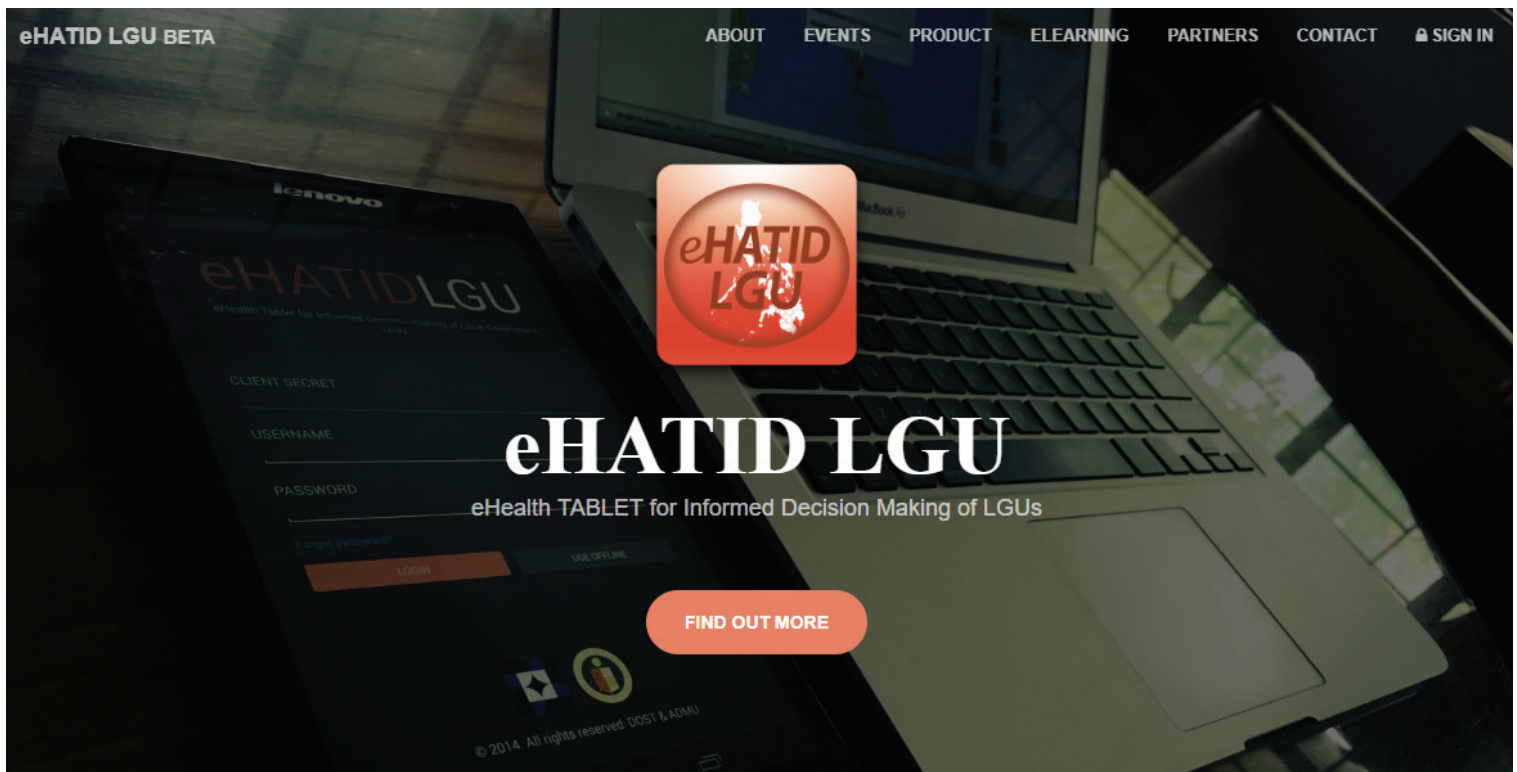 eHATID LGU BETA
ABOUT EVENTS PRODUCT ELEARNING PARTNERS CONTACT SIGN IN
lenovo
MacBook Air
eHATIDLGU
eHealth Tablet for Informed Decision making of Local Government
Units
CLIENT SECRET
USERNAME
PASSWORD
Forgot password?
LOGIN
USE OFFLINE
© 2014. All rights reserved. DOST & ADMU
eHATID
LGU
eHATID LGU
eHealth TABLET for Informed Decision Making of LGUs
FIND OUT MORE